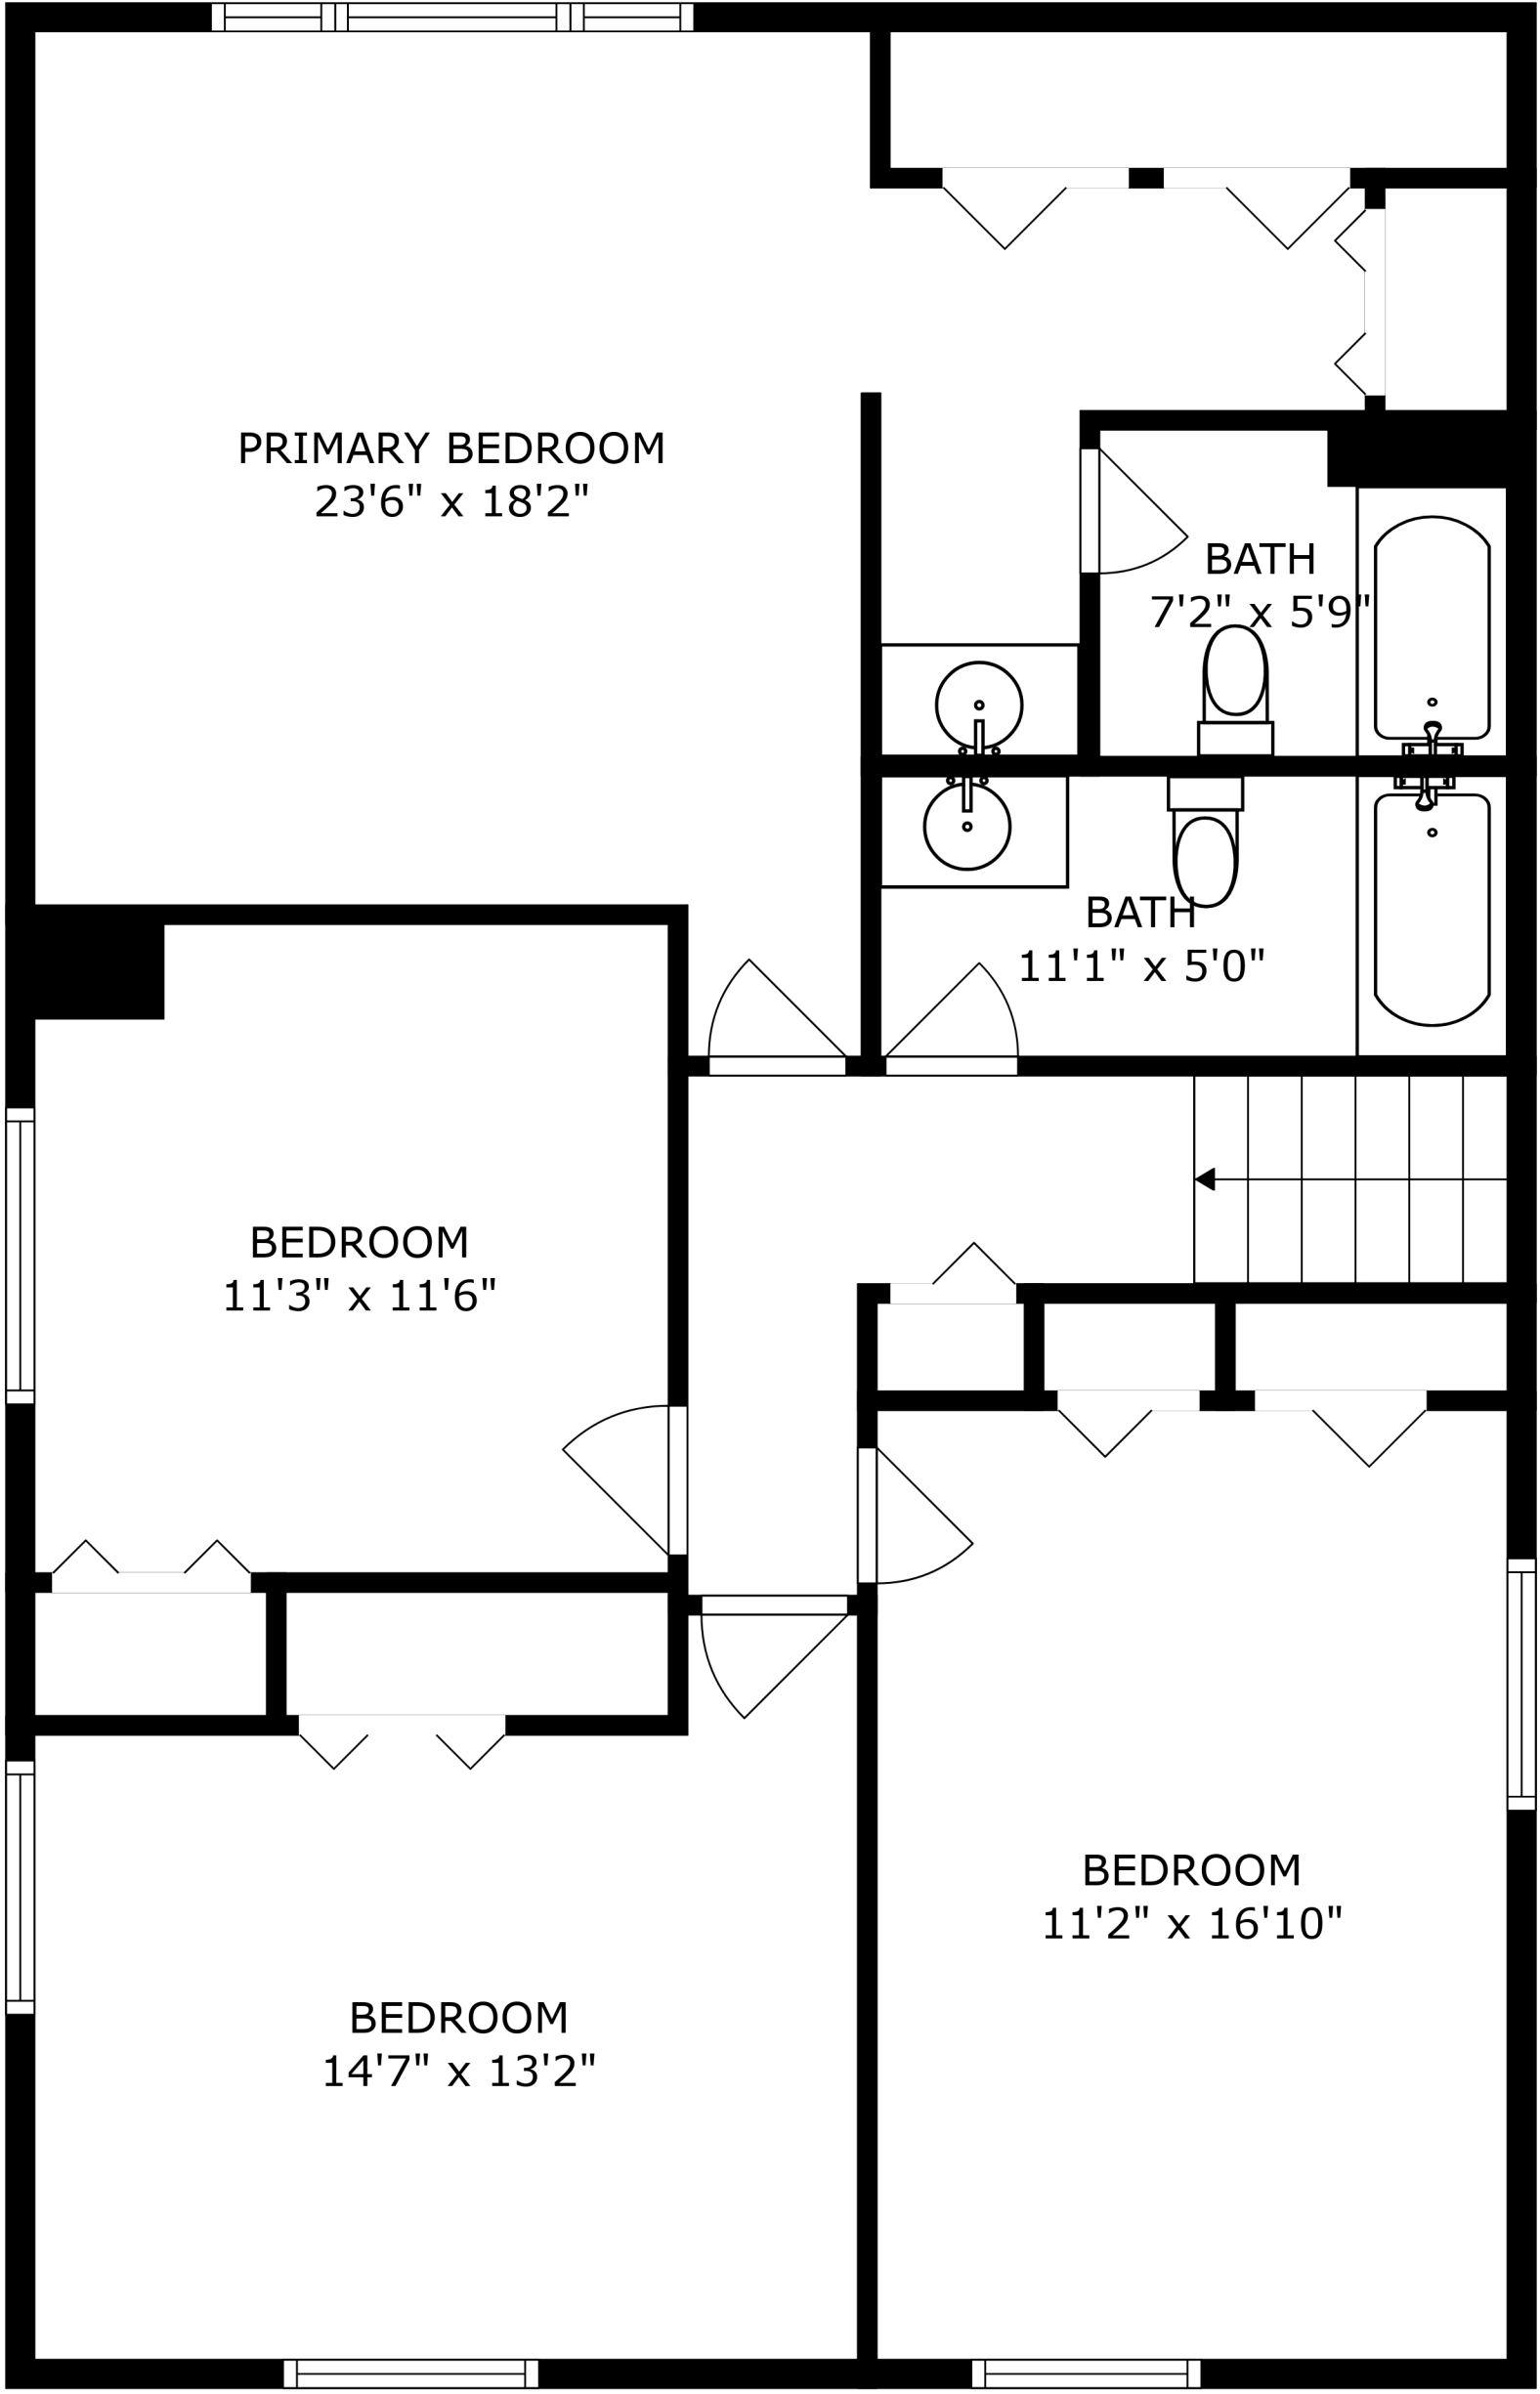 PRIMARY BEDROOM
23'6" x 18'2"
BATH
7'2" x 5'9"
BATH
11'1" x 5'0"
BEDROOM
11'3" x 11'6"
BEDROOM
11'2" x 16'10"
BEDROOM
14'7" x 13'2"